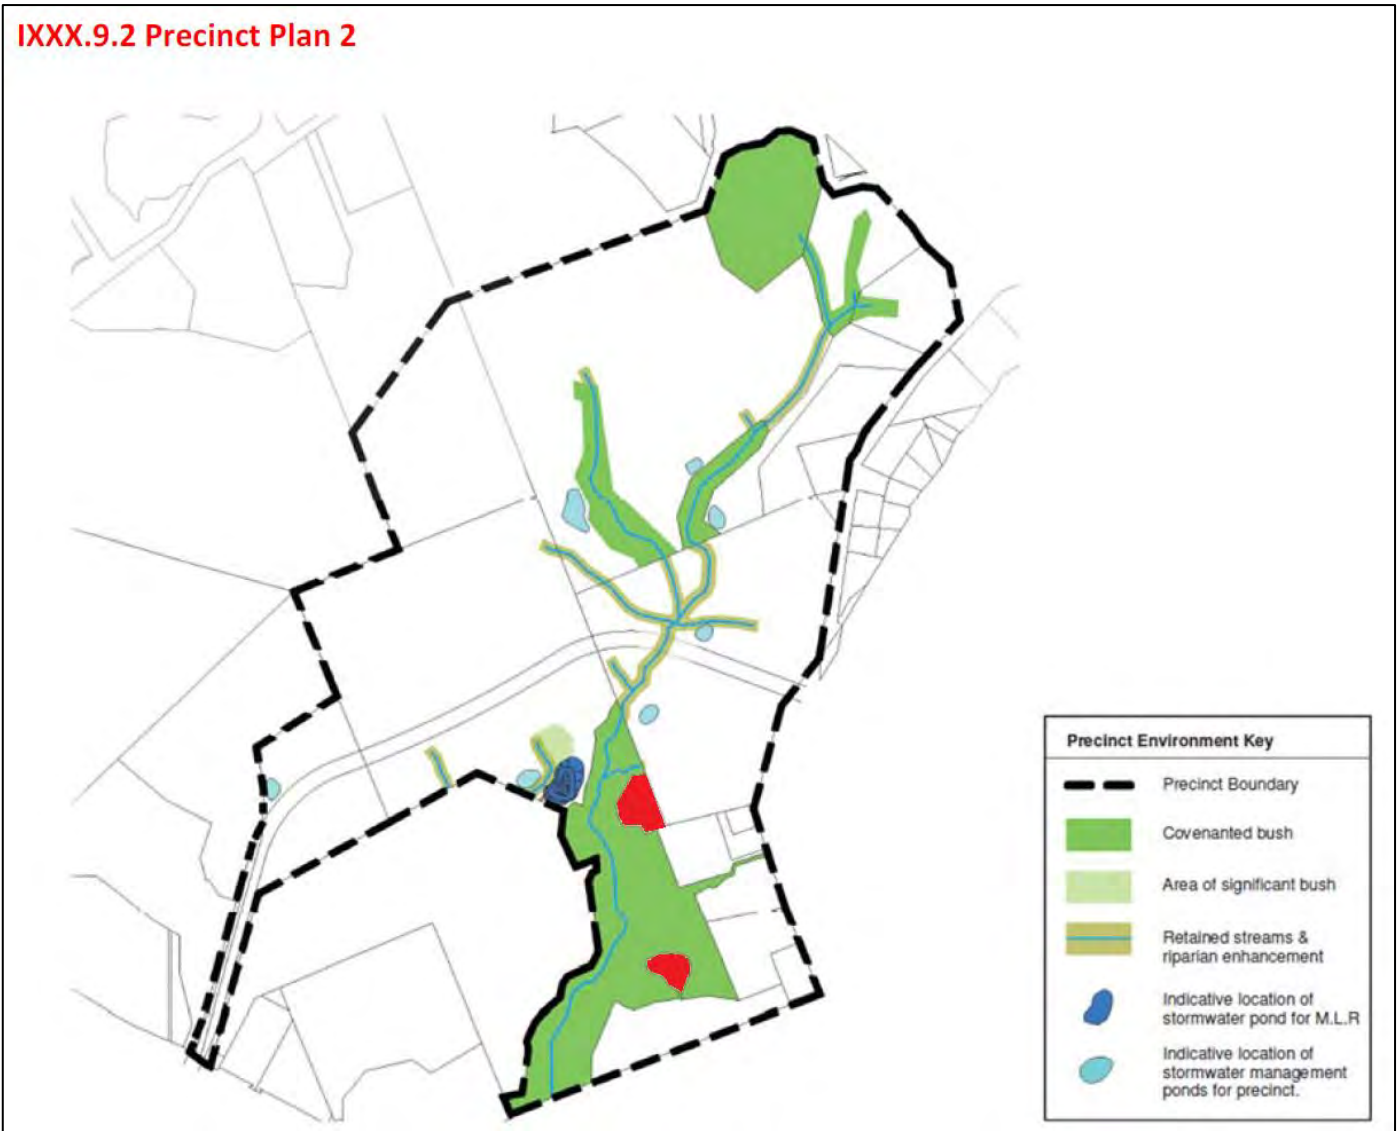 IXXX.9.2 Precinct Plan 2
Precinct Environment Key
Precinct Boundary
Covenanted bush
Area of significant bush
Retained streams &
riparian enhancement
Indicative location of
stormwater pond for M.L.R
Indicative location of
stormwater management
ponds for precinct.